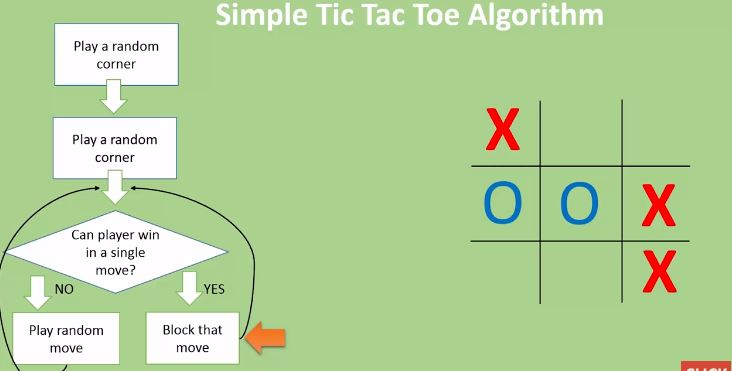 Simple Tic Tac Toe Algorithm
Play a random
corner
Play a random
corner
Can player win
in a single
move?
NO
YES
Play random
move
Block that
move
X
O O X
X